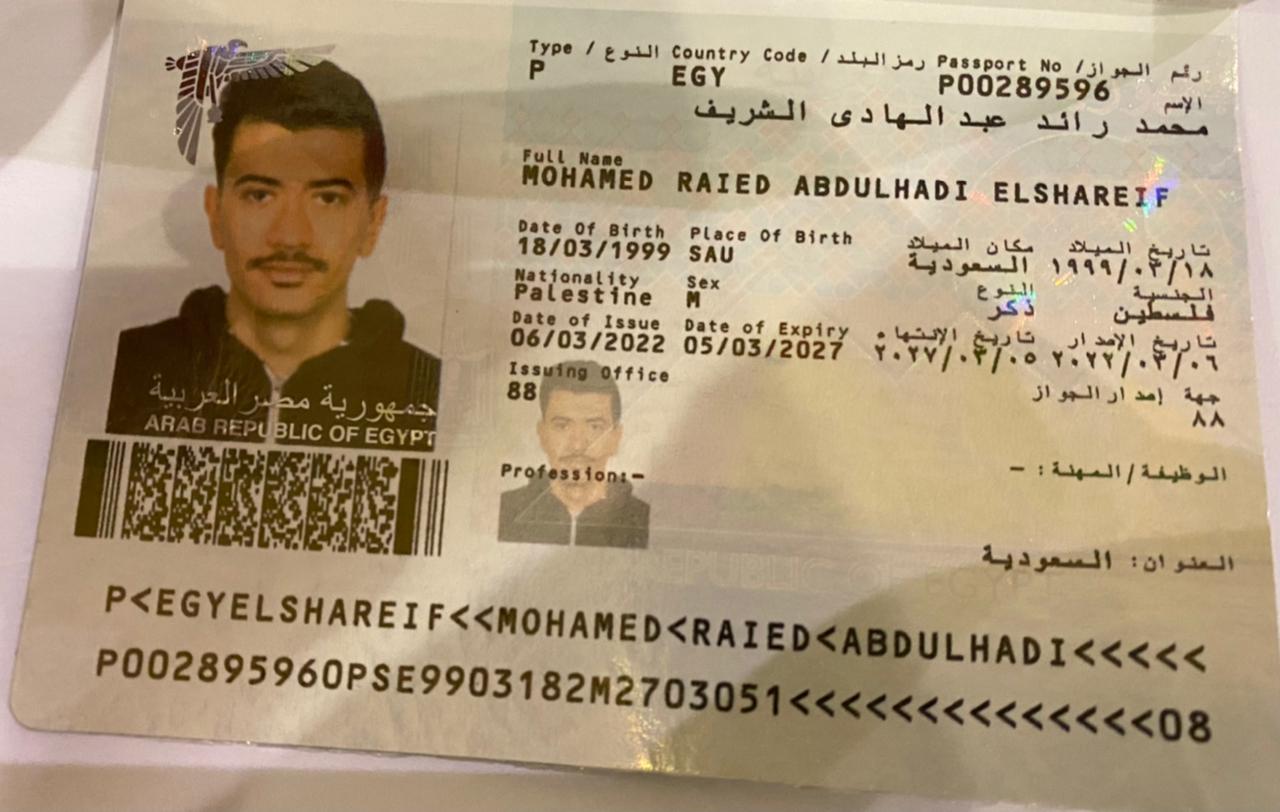 Type / النوع Country Code / رمز البلد Passport No / رقم الجواز
P EGY P00289596
الإسم
محمد رائد عبد الهادى الشريف
Full Name
MOHAMED RAIED ABDULHADI ELSHAREIF
Date Of Birth Place Of Birth مكان الميلاد تاريخ الميلاد
18/03/1999 SAU السعودية ١٩٩٩/٠٣/١٨
Nationality Sex النوع الجنسية
Palestine M ذكر فلسطين
Date of Issue Date of Expiry تاريخ الإنتهاء تاريخ الإصدار
06/03/2022 05/03/2027 ٢٠٢٧/٠٣/٠٥ ٢٠٢٢/٠٣/٠٦
Issuing Office جهة إصدار الجواز
88 ٨٨
جمهورية مصر العربية
ARAB REPUBLIC OF EGYPT
Profession:- الوظيفة/المهنة: -
العنوان: السعودية
REPUBLIC OF EGYPT
P<EGYELSHAREIF<<MOHAMED<RAIED<ABDULHADI<<<<<
P002895960PSE9903182M2703051<<<<<<<<<<<<<<08